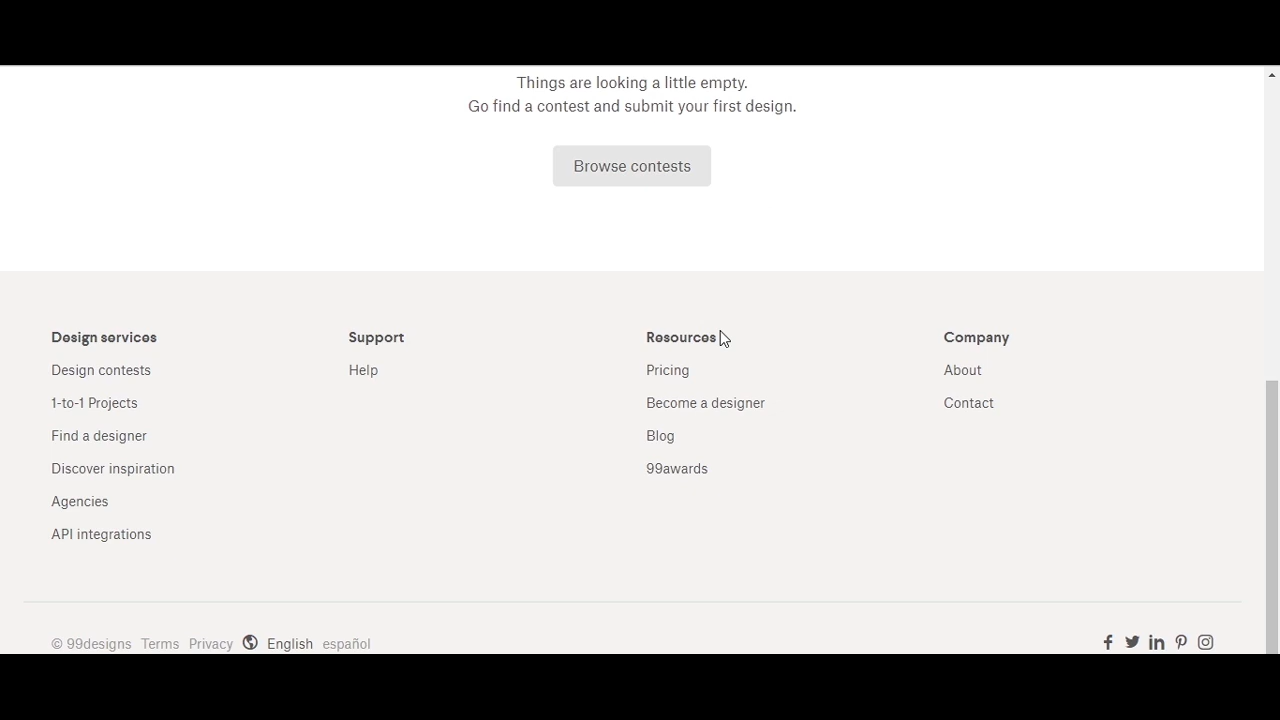 Things are looking a little empty.
Go find a contest and submit your first design.
Browse contests
Design services
Design contests
1-to-1 Projects
Find a designer
Discover inspiration
Agencies
API integrations
Support
Help
Resources
Pricing
Become a designer
Blog
99awards
Company
About
Contact
© 99designs Terms Privacy English español